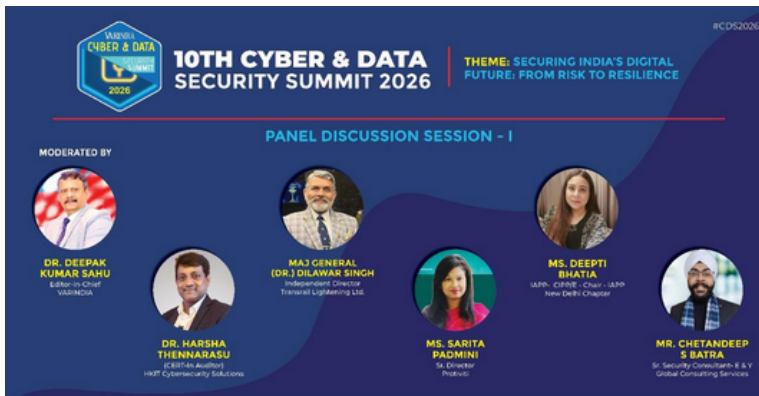 #CDS2026
VARINDIA
CYBER & DATA
SECURITY
SUMMIT
2026
10TH CYBER & DATA
SECURITY SUMMIT 2026
THEME: SECURING INDIA'S DIGITAL
FUTURE: FROM RISK TO RESILIENCE
PANEL DISCUSSION SESSION - I
MODERATED BY
DR. DEEPAK
KUMAR SAHU
Editor-in-Chief
VARINDIA
DR. HARSHA
THENNARASU
(CERT-In Auditor)
HKIT Cybersecurity Solutions
MAJ GENERAL
(DR.) DILAWAR SINGH
Independent Director
Transrail Lightening Ltd.
MS. SARITA
PADMINI
Sr. Director
Protiviti
MS. DEEPTI
BHATIA
IAPP- CIPP/E - Chair - IAPP
New Delhi Chapter
MR. CHETANDEEP
S BATRA
Sr. Security Consultant- E & Y
Global Consulting Services